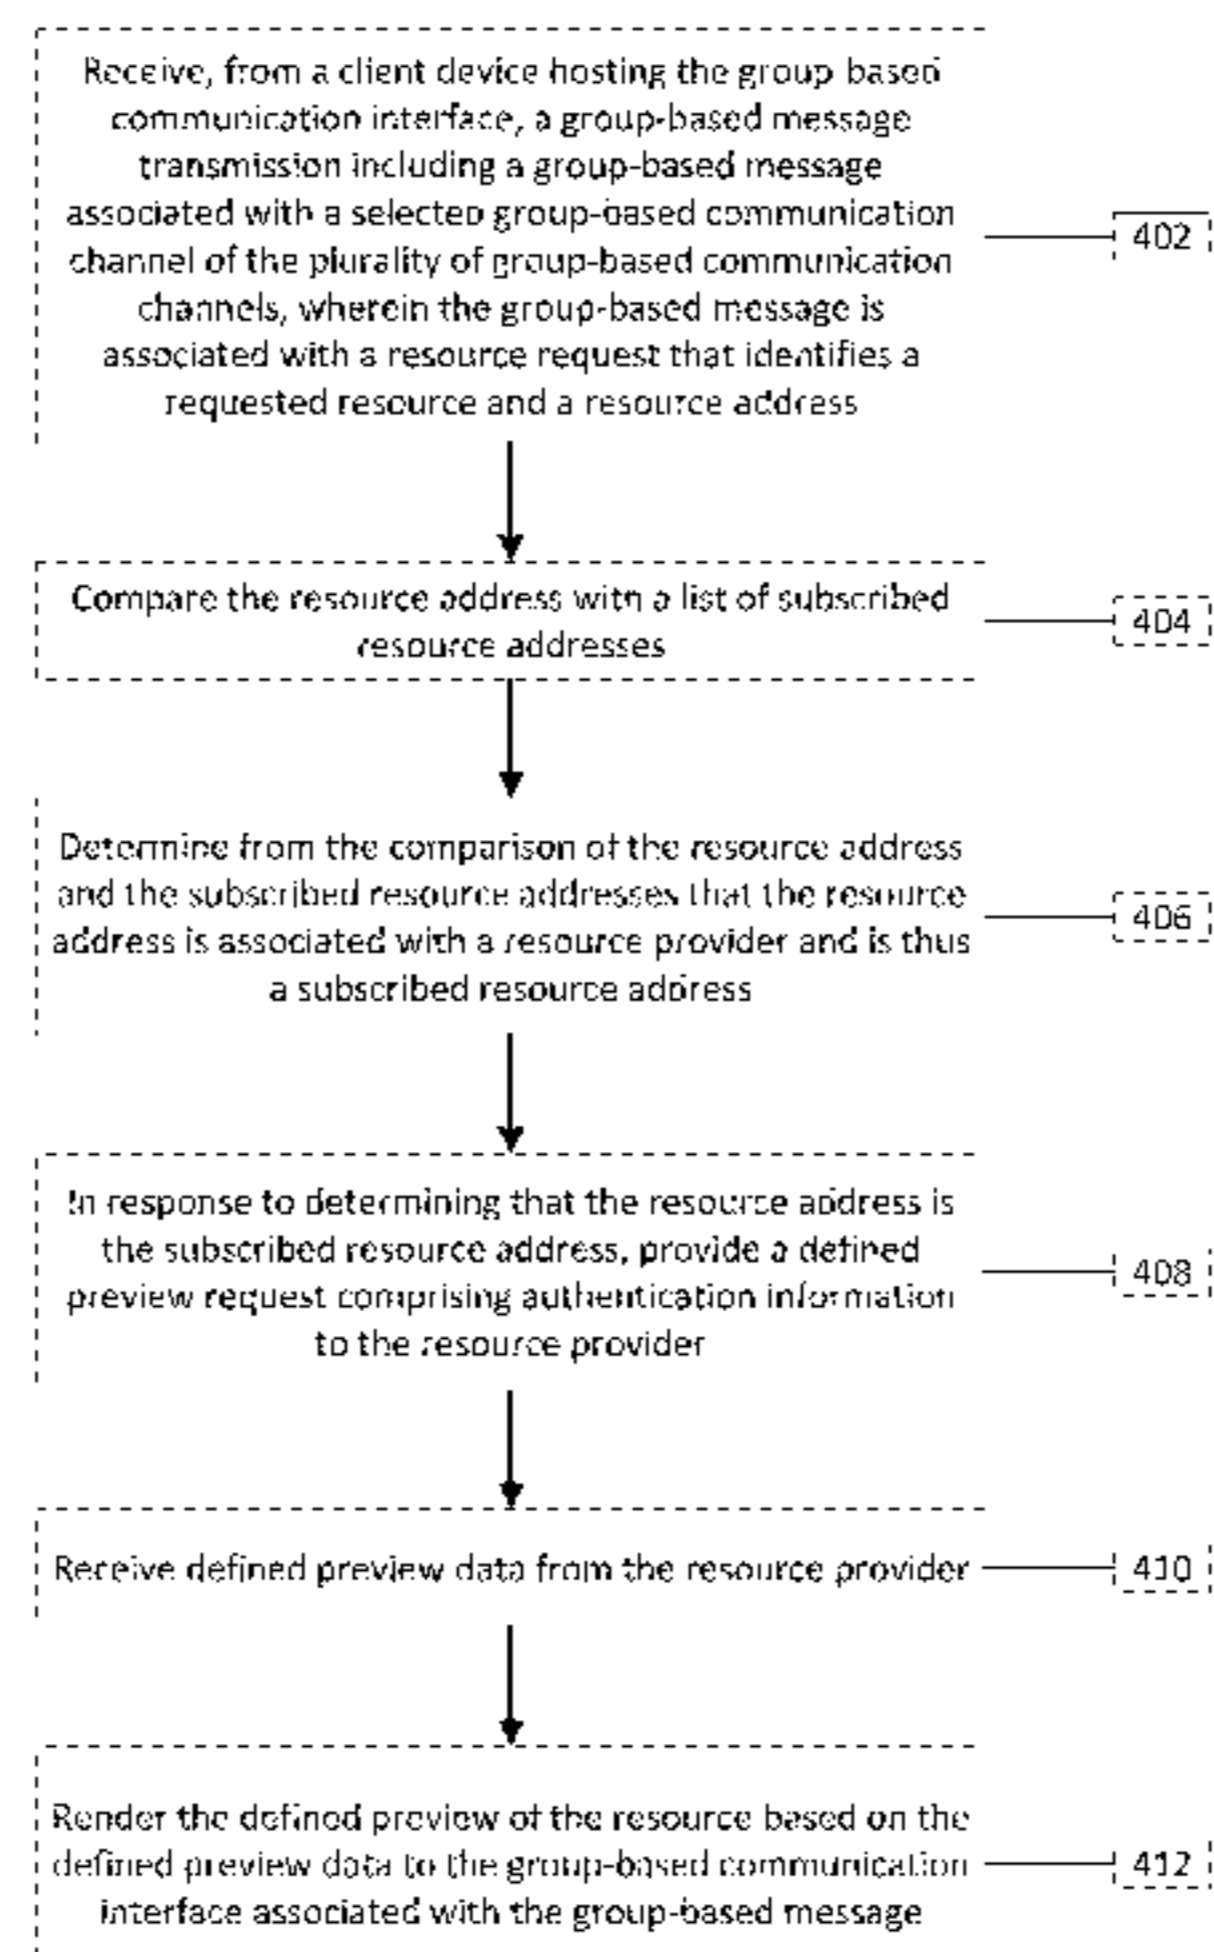 Receive, from a client device hosting the group based
communication interface, a group-based message
transmission including a group-based message
associated with a selected group-based communication
channel of the plurality of group-based communication
channels, wherein the group-based message is
associated with a resource request that identifies a
requested resource and a resource address
402
Compare the resource address with a list of subscribed
resource addresses
404
Determine from the comparison of the resource address
and the subscribed resource addresses that the resource
address is associated with a resource provider and is thus
a subscribed resource address
406
In response to determining that the resource address is
the subscribed resource address, provide a defined
preview request comprising authentication information
to the resource provider
408
Receive defined preview data from the resource provider
410
Render the defined preview of the resource based on the
defined preview data to the group-based communication
interface associated with the group-based message
412